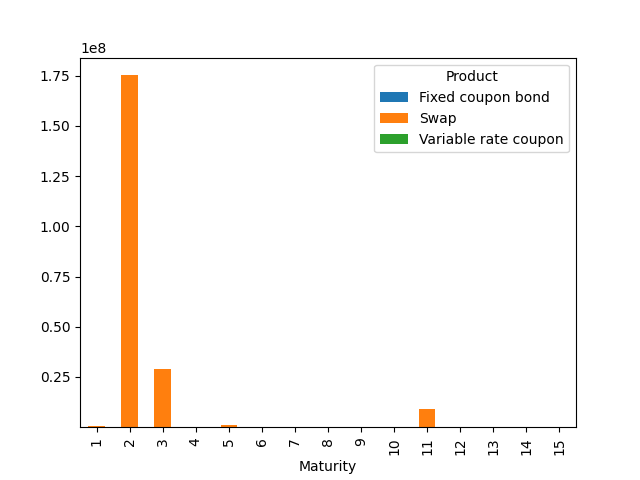 1e8
Product
Fixed coupon bond
Swap
Variable rate coupon
1.75
1.50
1.25
1.00
0.75
0.50
0.25
1 2 3 4 5 6 7 8 9 10 11 12 13 14 15
Maturity